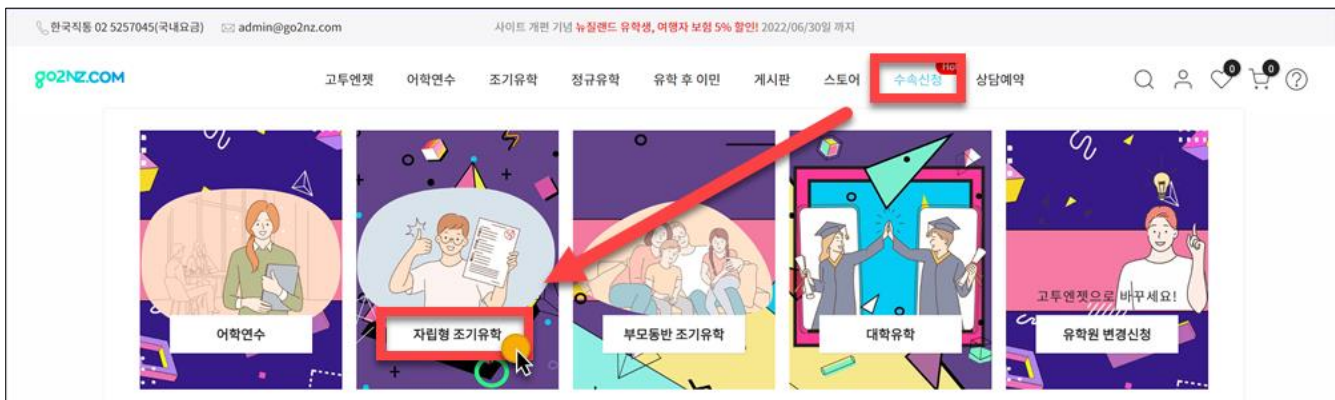 한국직통 02 5257045(국내요금) admin@go2nz.com 사이트 개편 기념 뉴질랜드 유학생, 여행자 보험 5% 할인! 2022/06/30일 까지
go2NZ.COM 고투엔젯 어학연수 조기유학 정규유학 유학 후 이민 게시판 스토어 수속신청 상담예약 0 0
고투엔젯으로 바꾸세요!
어학연수 자립형 조기유학 부모동반 조기유학 대학유학 유학원 변경신청